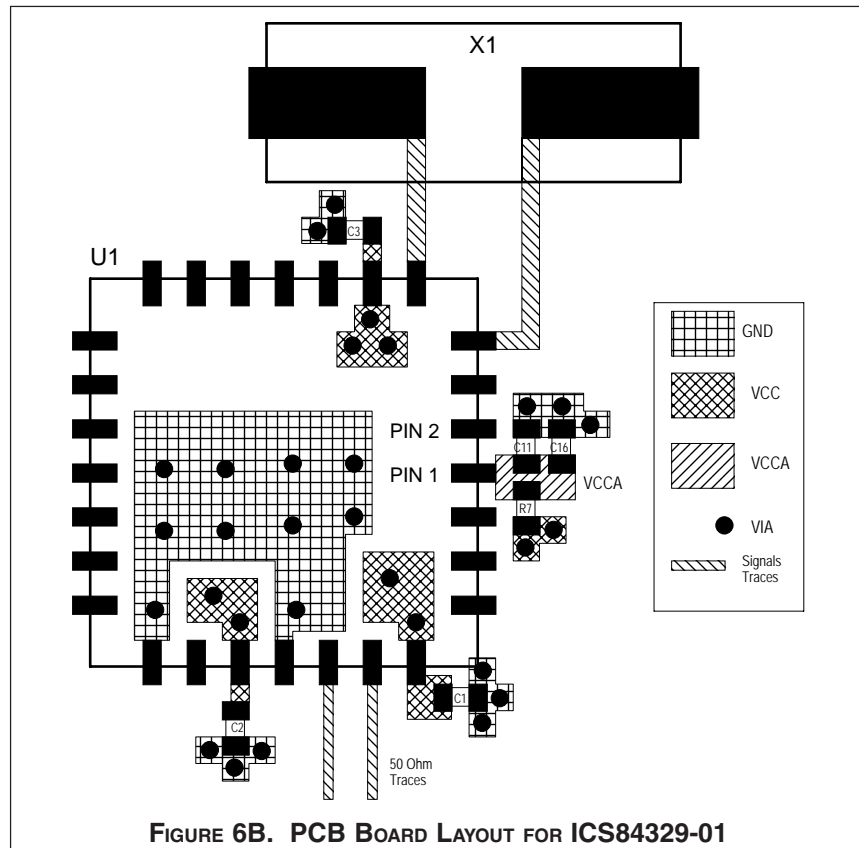 X1
C3
U1
GND
VCC
PIN 2
C11 C16
PIN 1
VCCA
VCCA
R7
VIA
Signals
Traces
C1
C2
50 Ohm
Traces
FIGURE 6B. PCB BOARD LAYOUT FOR ICS84329-01